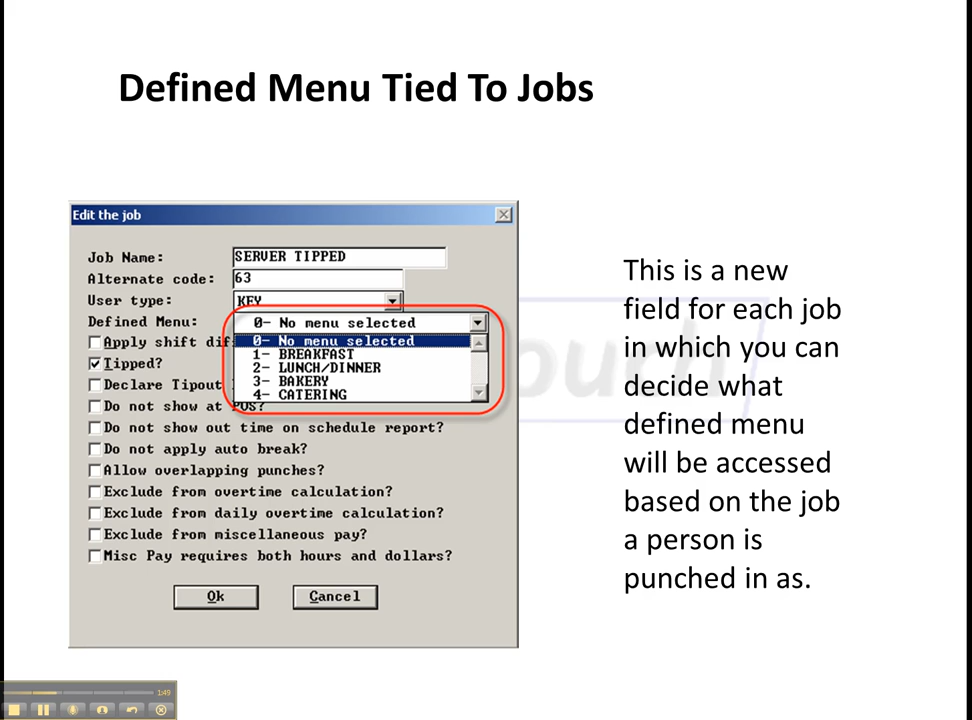 Defined Menu Tied To Jobs
Edit the job
Job Name: SERVER TIPPED
Alternate code: 63
User type: KEY
Defined Menu: 0- No menu selected
0- No menu selected
1- BREAKFAST
2- LUNCH/DINNER
3- BAKERY
4- CATERING
Apply shift
Tipped?
Declare Tipout
Do not show at POS?
Do not show out time on schedule report?
Do not apply auto break?
Allow overlapping punches?
Exclude from overtime calculation?
Exclude from daily overtime calculation?
Exclude from miscellaneous pay?
Misc Pay requires both hours and dollars?
Ok Cancel
This is a new
field for each job
in which you can
decide what
defined menu
will be accessed
based on the job
a person is
punched in as.
1:49